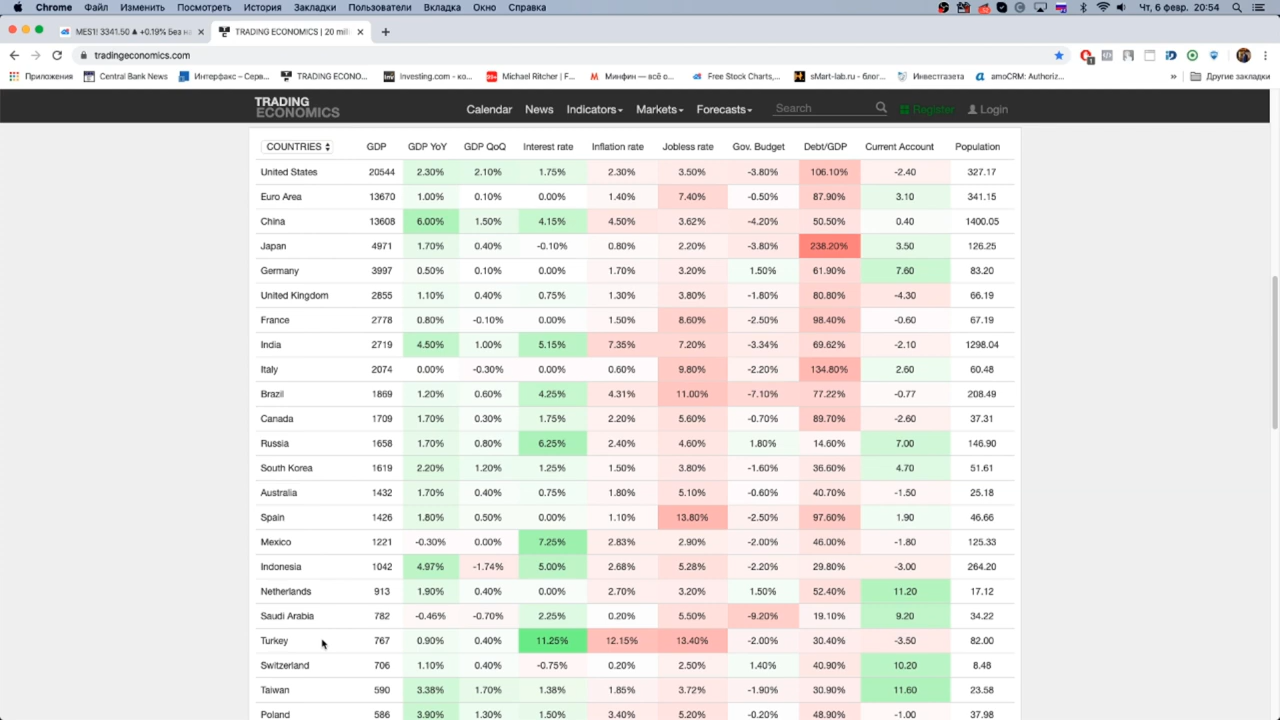 Chrome Файл Изменить Посмотреть История Закладки Пользователи Вкладка Окно Справка Чт, 6 февр. 20:54
MES1! 3341.50 ▲ +0.19% Без на TRADING ECONOMICS | 20 mil
tradingeconomics.com
Приложения Central Bank News Интерфакс – Серв... TRADING ECONO... Investing.com - ко... Michael Ritcher | F... Минфин — всё о... Free Stock Charts,... sMart-lab.ru - блог... Инвестгазета amoCRM: Authoriz... » Другие закладки
TRADING ECONOMICS Calendar News Indicators Markets Forecasts Search Register Login
COUNTRIES GDP GDP YoY GDP QoQ Interest rate Inflation rate Jobless rate Gov. Budget Debt/GDP Current Account Population
United States 20544 2.30% 2.10% 1.75% 2.30% 3.50% -3.80% 106.10% -2.40 327.17
Euro Area 13670 1.00% 0.10% 0.00% 1.40% 7.40% -0.50% 87.90% 3.10 341.15
China 13608 6.00% 1.50% 4.15% 4.50% 3.62% -4.20% 50.50% 0.40 1400.05
Japan 4971 1.70% 0.40% -0.10% 0.80% 2.20% -3.80% 238.20% 3.50 126.25
Germany 3997 0.50% 0.10% 0.00% 1.70% 3.20% 1.50% 61.90% 7.60 83.20
United Kingdom 2855 1.10% 0.40% 0.75% 1.30% 3.80% -1.80% 80.80% -4.30 66.19
France 2778 0.80% -0.10% 0.00% 1.50% 8.60% -2.50% 98.40% -0.60 67.19
India 2719 4.50% 1.00% 5.15% 7.35% 7.20% -3.34% 69.62% -2.10 1298.04
Italy 2074 0.00% -0.30% 0.00% 0.60% 9.80% -2.20% 134.80% 2.60 60.48
Brazil 1869 1.20% 0.60% 4.25% 4.31% 11.00% -7.10% 77.22% -0.77 208.49
Canada 1709 1.70% 0.30% 1.75% 2.20% 5.60% -0.70% 89.70% -2.60 37.31
Russia 1658 1.70% 0.80% 6.25% 2.40% 4.60% 1.80% 14.60% 7.00 146.90
South Korea 1619 2.20% 1.20% 1.25% 1.50% 3.80% -1.60% 36.60% 4.70 51.61
Australia 1432 1.70% 0.40% 0.75% 1.80% 5.10% -0.60% 40.70% -1.50 25.18
Spain 1426 1.80% 0.50% 0.00% 1.10% 13.80% -2.50% 97.60% 1.90 46.66
Mexico 1221 -0.30% 0.00% 7.25% 2.83% 2.90% -2.00% 46.00% -1.80 125.33
Indonesia 1042 4.97% -1.74% 5.00% 2.68% 5.28% -2.20% 29.80% -3.00 264.20
Netherlands 913 1.90% 0.40% 0.00% 2.70% 3.20% 1.50% 52.40% 11.20 17.12
Saudi Arabia 782 -0.46% -0.70% 2.25% 0.20% 5.50% -9.20% 19.10% 9.20 34.22
Turkey 767 0.90% 0.40% 11.25% 12.15% 13.40% -2.00% 30.40% -3.50 82.00
Switzerland 706 1.10% 0.40% -0.75% 0.20% 2.50% 1.40% 40.90% 10.20 8.48
Taiwan 590 3.38% 1.70% 1.38% 1.85% 3.72% -1.90% 30.90% 11.60 23.58
Poland 586 3.90% 1.30% 1.50% 3.40% 5.20% -0.20% 48.90% -1.00 37.98